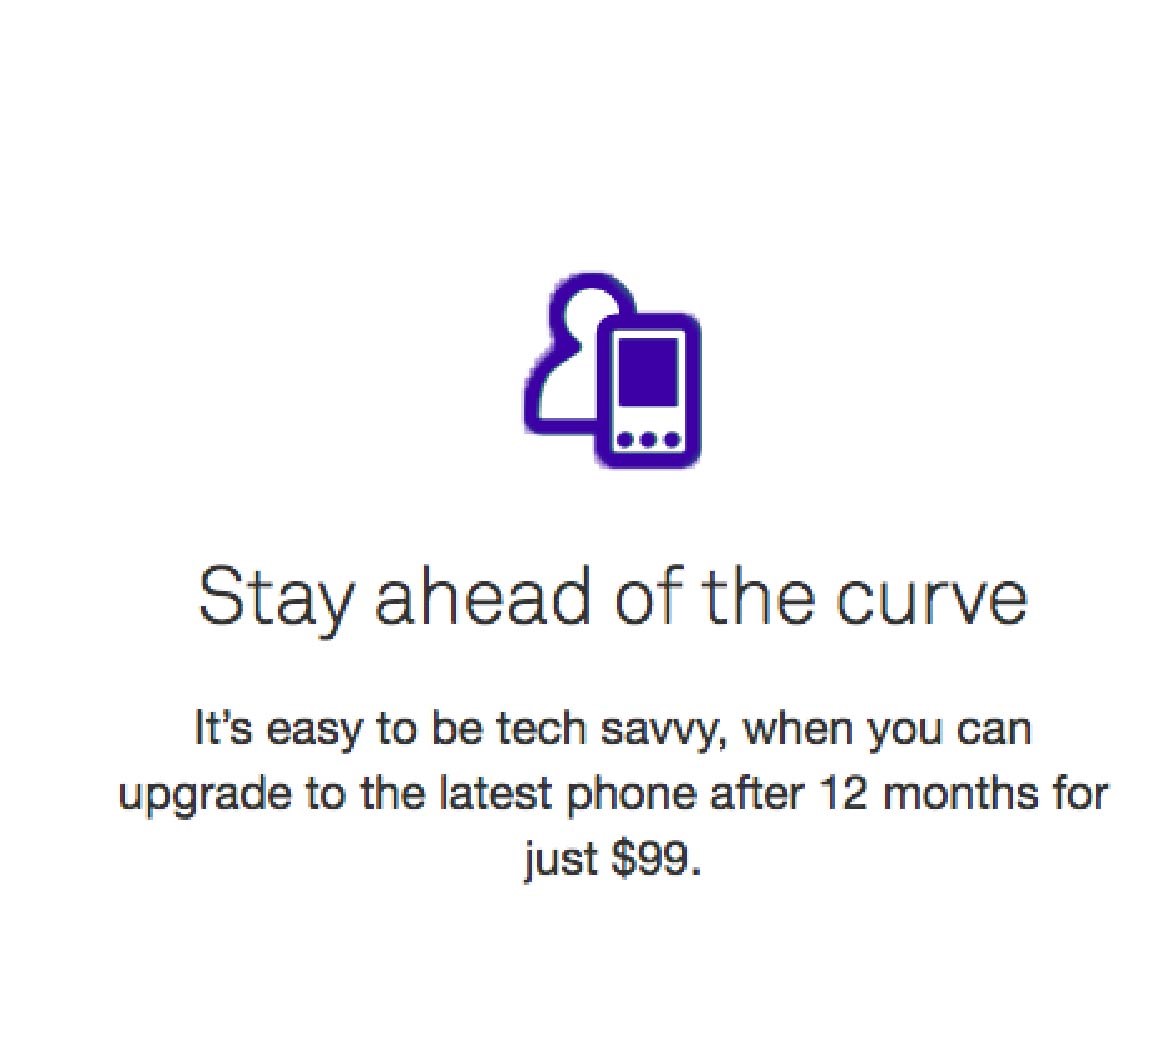 Stay ahead of the curve
It's easy to be tech savvy, when you can
upgrade to the latest phone after 12 months for
just $99.